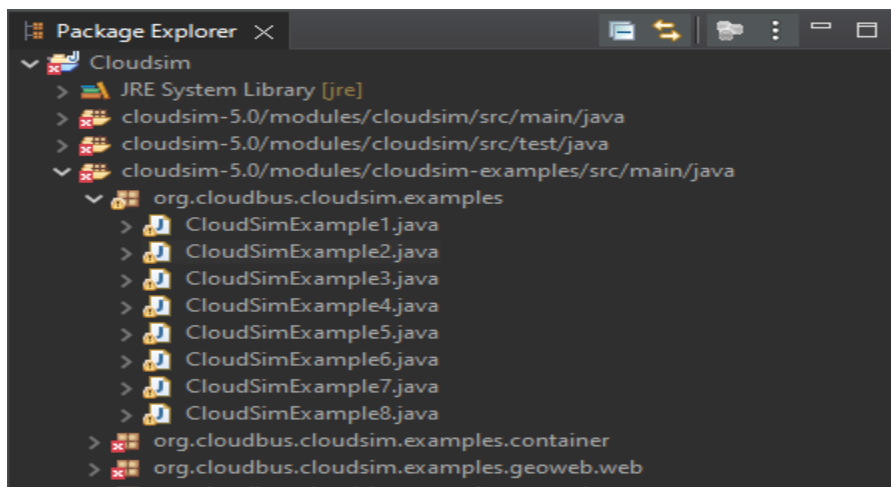 Package Explorer
Cloudsim
JRE System Library [jre]
cloudsim-5.0/modules/cloudsim/src/main/java
cloudsim-5.0/modules/cloudsim/src/test/java
cloudsim-5.0/modules/cloudsim-examples/src/main/java
org.cloudbus.cloudsim.examples
CloudSimExample1.java
CloudSimExample2.java
CloudSimExample3.java
CloudSimExample4.java
CloudSimExample5.java
CloudSimExample6.java
CloudSimExample7.java
CloudSimExample8.java
org.cloudbus.cloudsim.examples.container
org.cloudbus.cloudsim.examples.geoweb.web